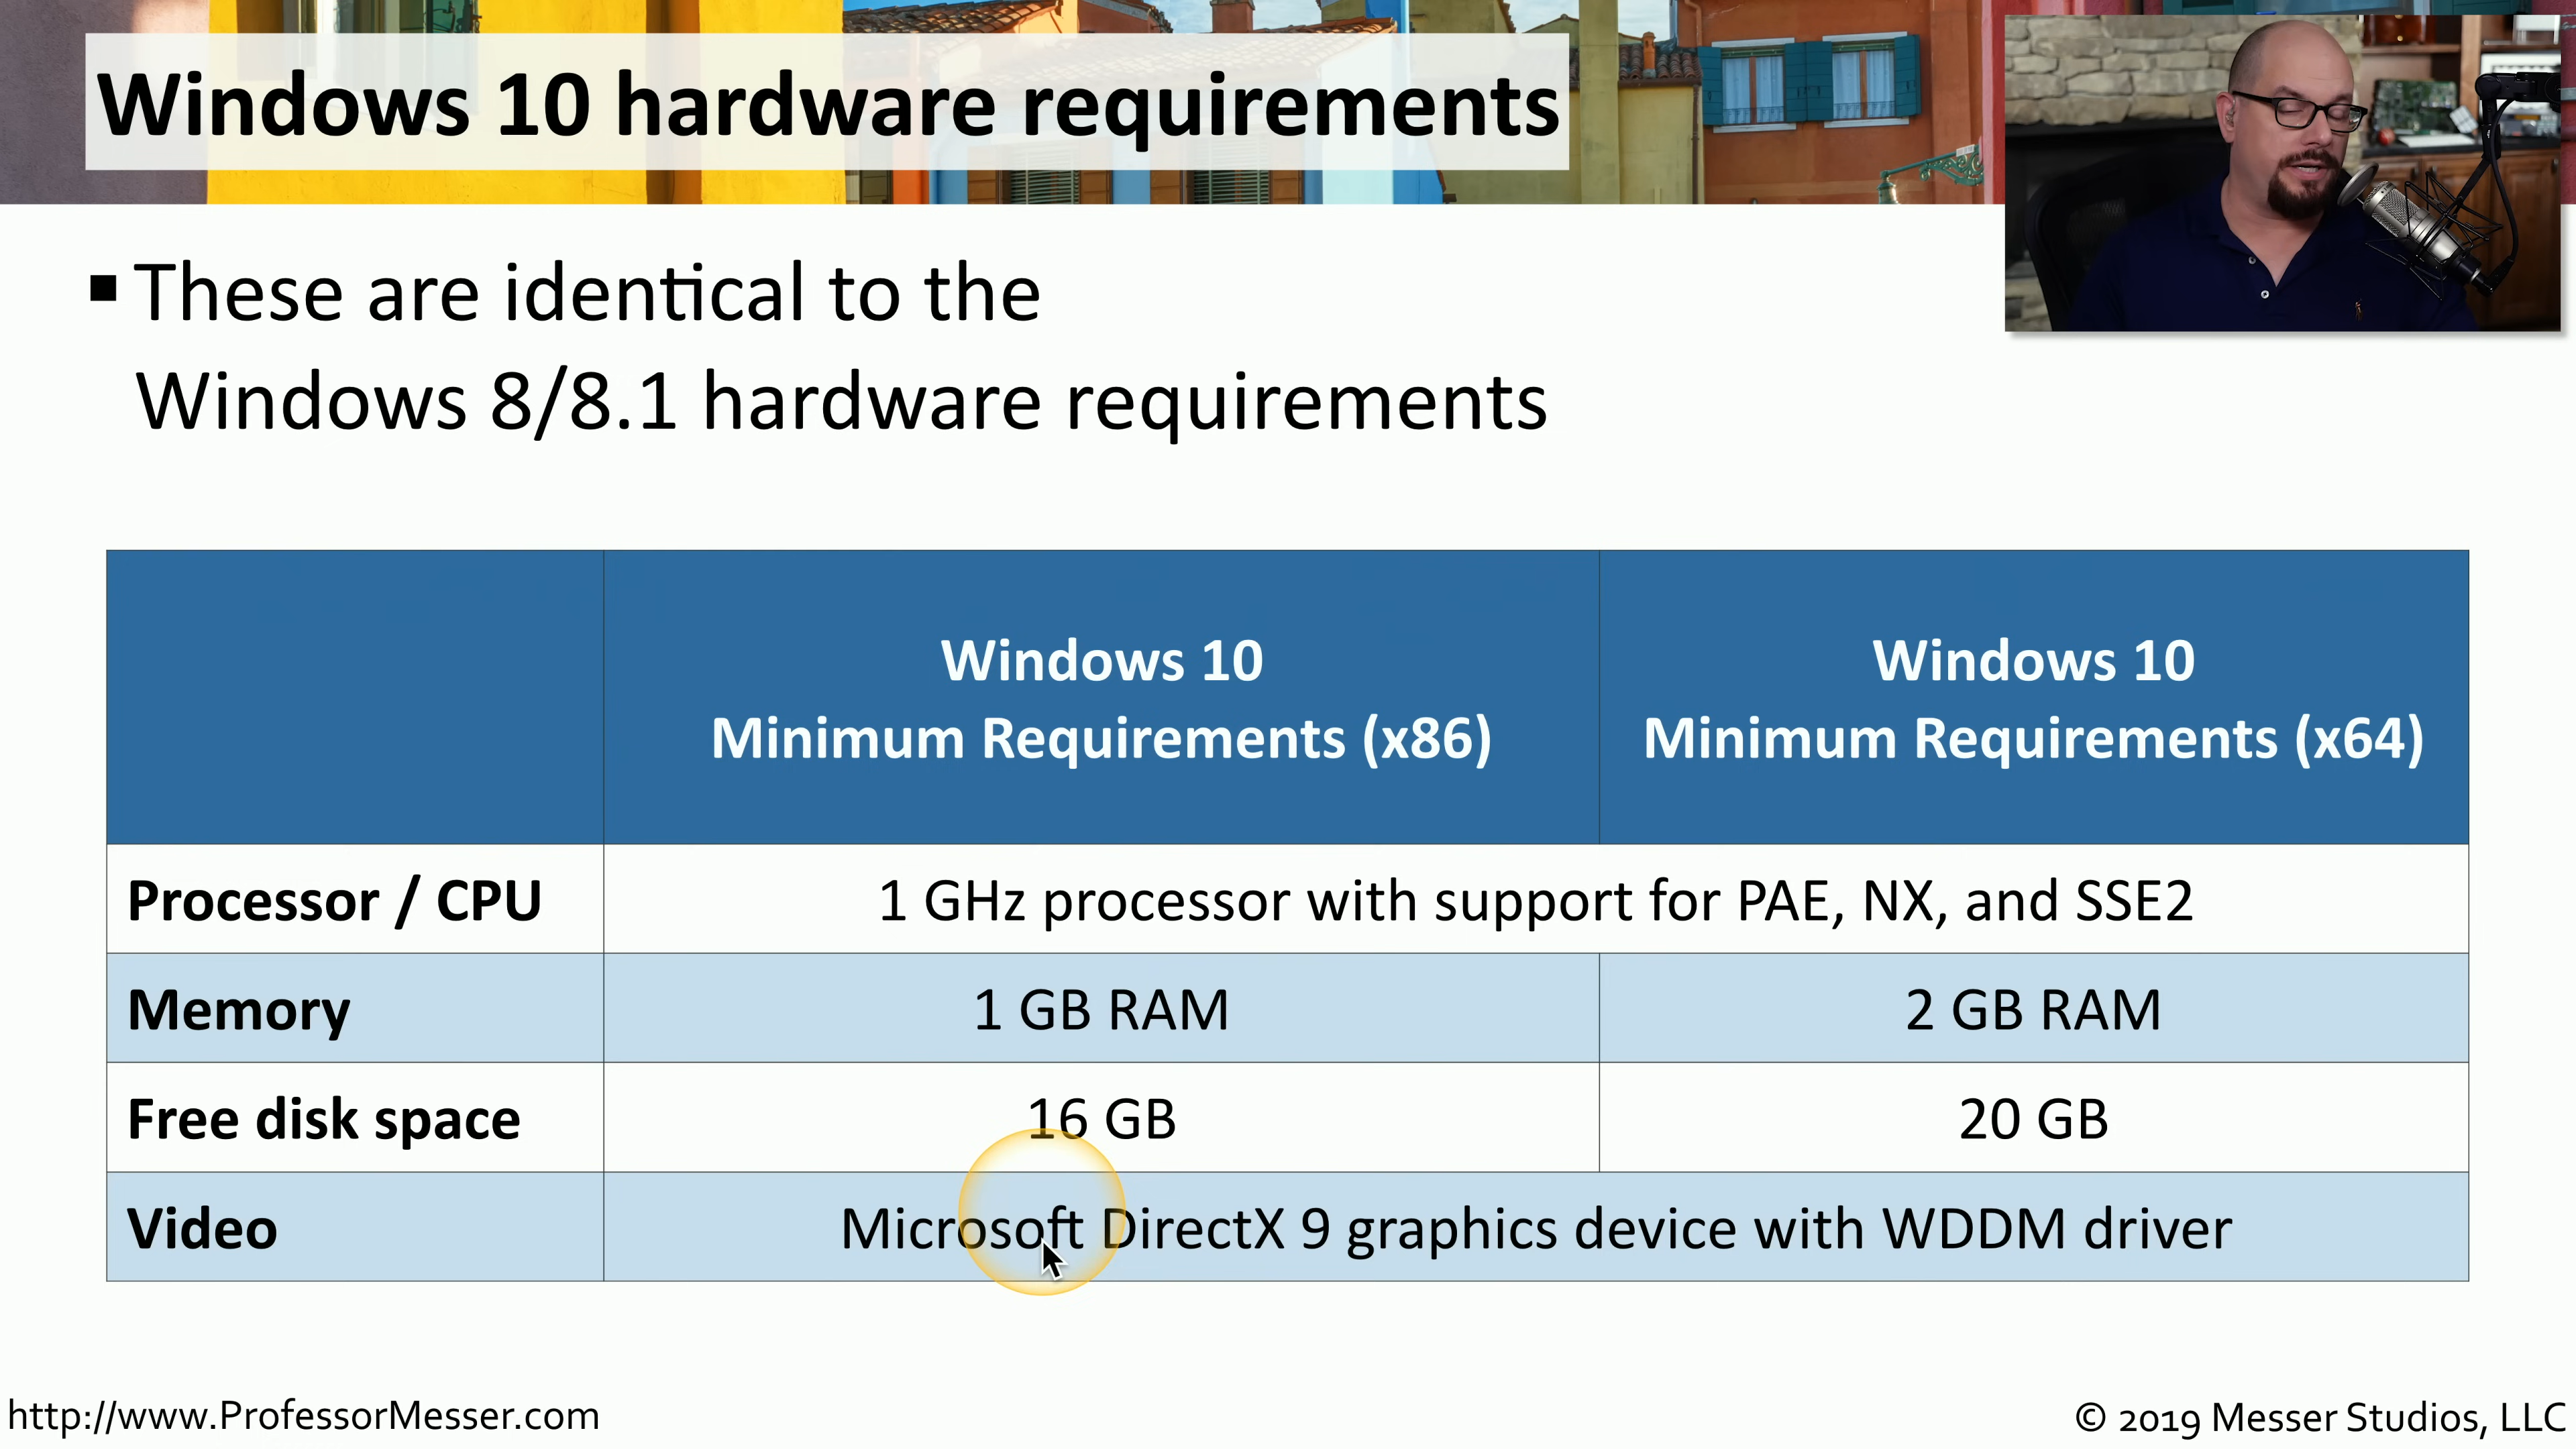 Windows 10 hardware requirements
▪ These are identical to the
Windows 8/8.1 hardware requirements
Windows 10
Minimum Requirements (x86)
Windows 10
Minimum Requirements (x64)
Processor / CPU
1 GHz processor with support for PAE, NX, and SSE2
Memory
1 GB RAM
2 GB RAM
Free disk space
16 GB
20 GB
Video
Microsoft DirectX 9 graphics device with WDDM driver
http://www.ProfessorMesser.com
© 2019 Messer Studios, LLC